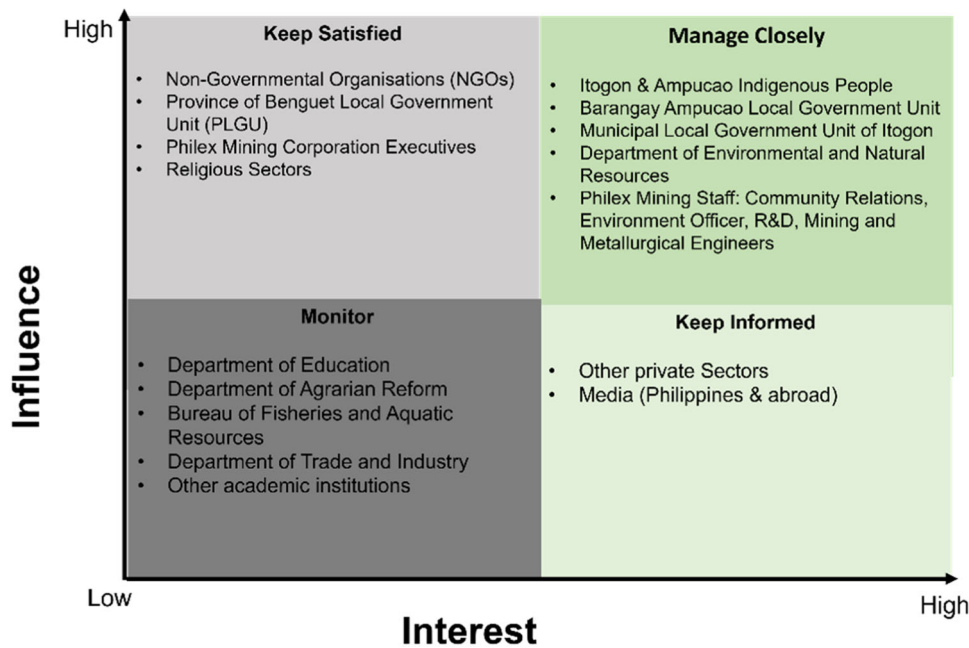 High
Keep Satisfied
• Non-Governmental Organisations (NGOs)
• Province of Benguet Local Government
Unit (PLGU)
• Philex Mining Corporation Executives
• Religious Sectors
Manage Closely
• Itogon & Ampucao Indigenous People
• Barangay Ampucao Local Government Unit
• Municipal Local Government Unit of Itogon
• Department of Environmental and Natural
Resources
• Philex Mining Staff: Community Relations,
Environment Officer, R&D, Mining and
Metallurgical Engineers
Influence
Monitor
• Department of Education
• Department of Agrarian Reform
• Bureau of Fisheries and Aquatic
Resources
• Department of Trade and Industry
• Other academic institutions
Keep Informed
• Other private Sectors
• Media (Philippines & abroad)
Low
High
Interest